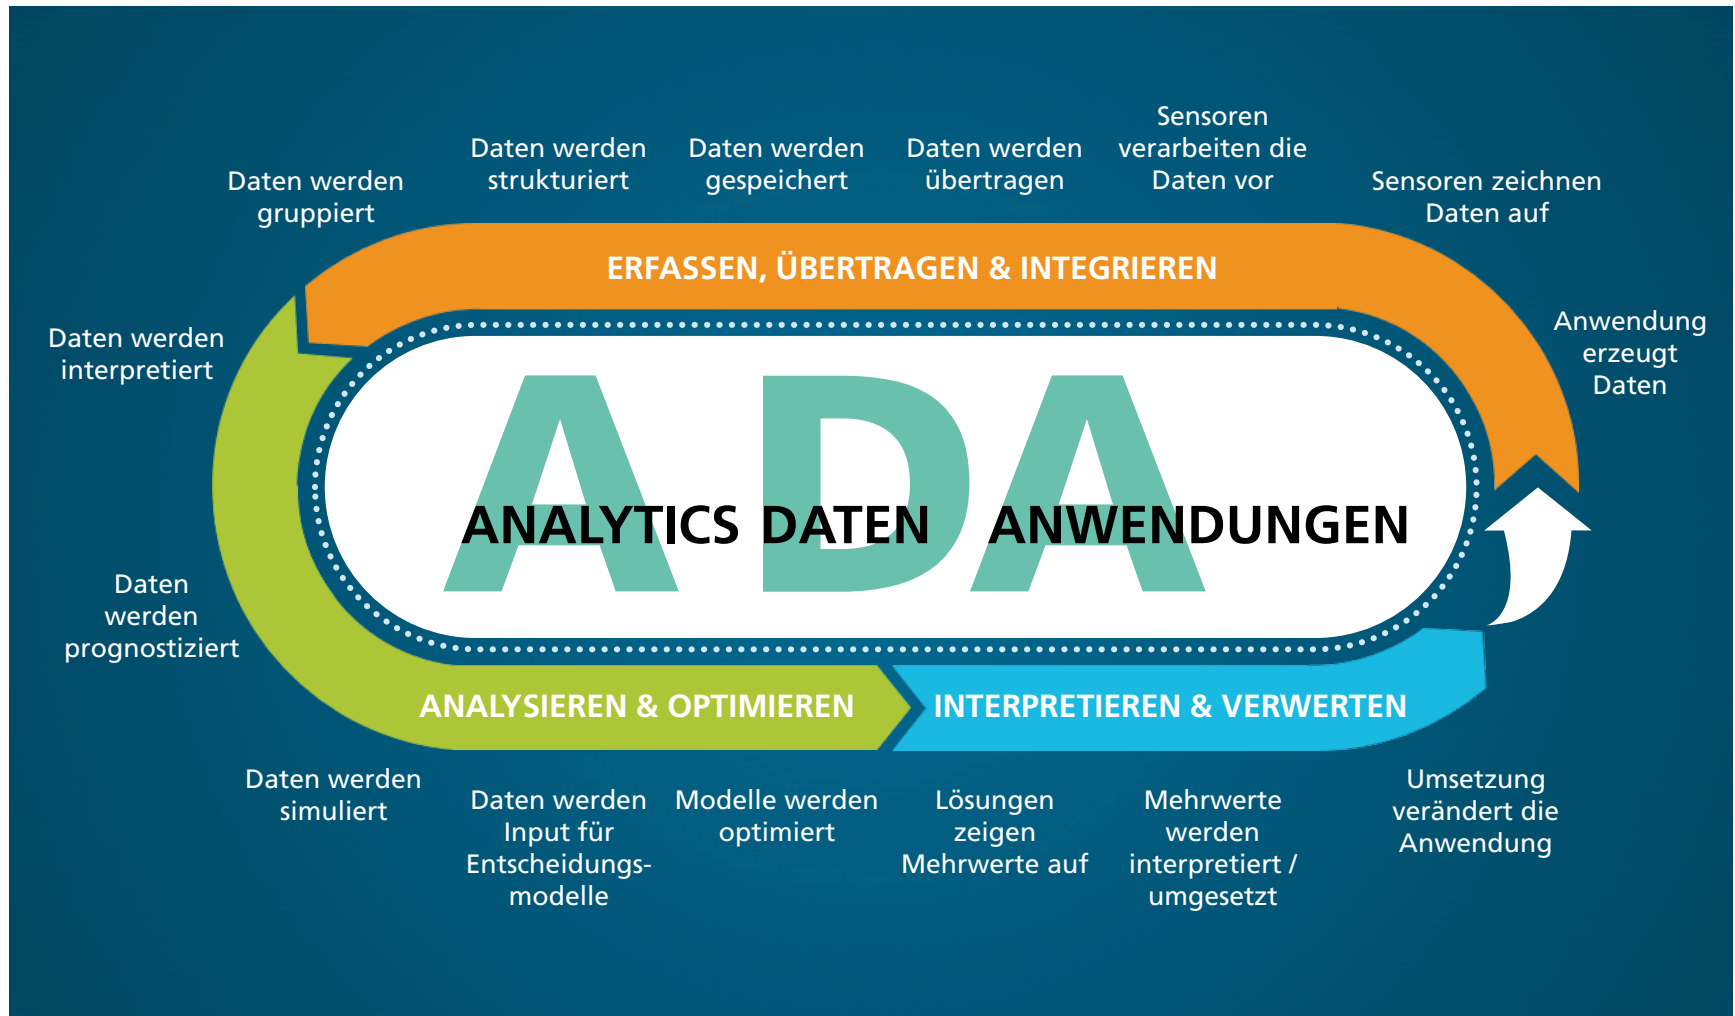 Sensoren
verarbeiten die
Daten vor
Daten werden
strukturiert
Daten werden
gespeichert
Daten werden
übertragen
Daten werden
gruppiert
Sensoren zeichnen
Daten auf
ERFASSEN, ÜBERTRAGEN & INTEGRIEREN
Daten werden
interpretiert
Anwendung
erzeugt
Daten
A D A
ANALYTICS DATEN ANWENDUNGEN
Daten
werden
prognostiziert
ANALYSIEREN & OPTIMIEREN
INTERPRETIEREN & VERWERTEN
Daten werden
simuliert
Daten werden
Input für
Entscheidungs-
modelle
Modelle werden
optimiert
Lösungen
zeigen
Mehrwerte auf
Mehrwerte
werden
interpretiert /
umgesetzt
Umsetzung
verändert die
Anwendung